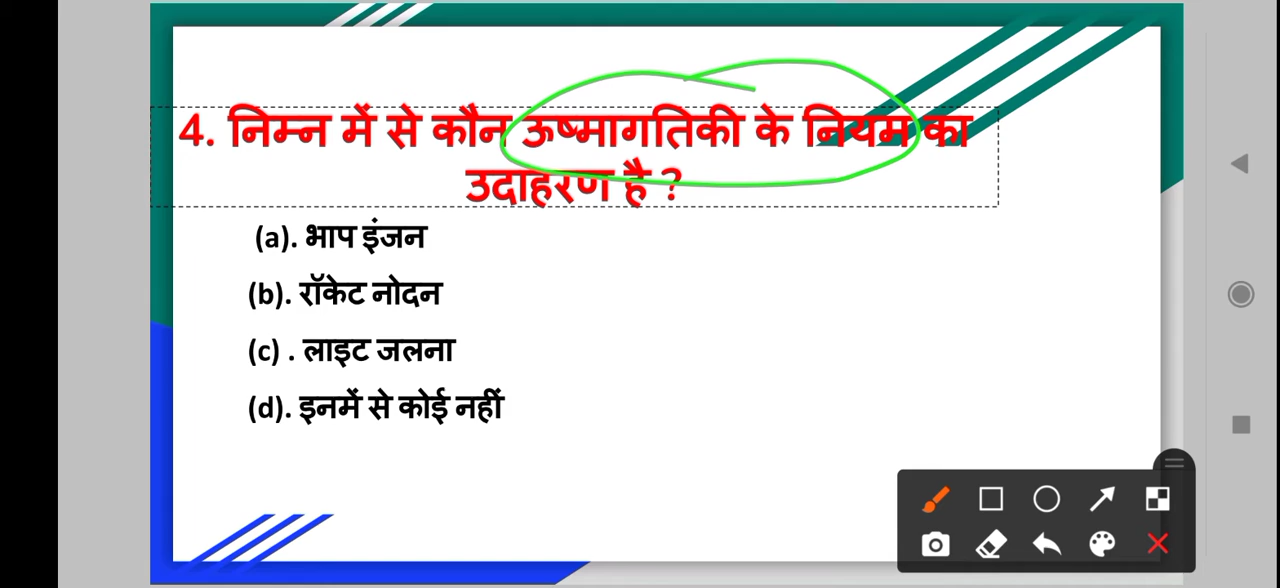 4. निम्न में से कौन ऊष्मागतिकी के नियम का
उदाहरण है ?
(a). भाप इंजन
(b). रॉकेट नोदन
(c) . लाइट जलना
(d). इनमें से कोई नहीं